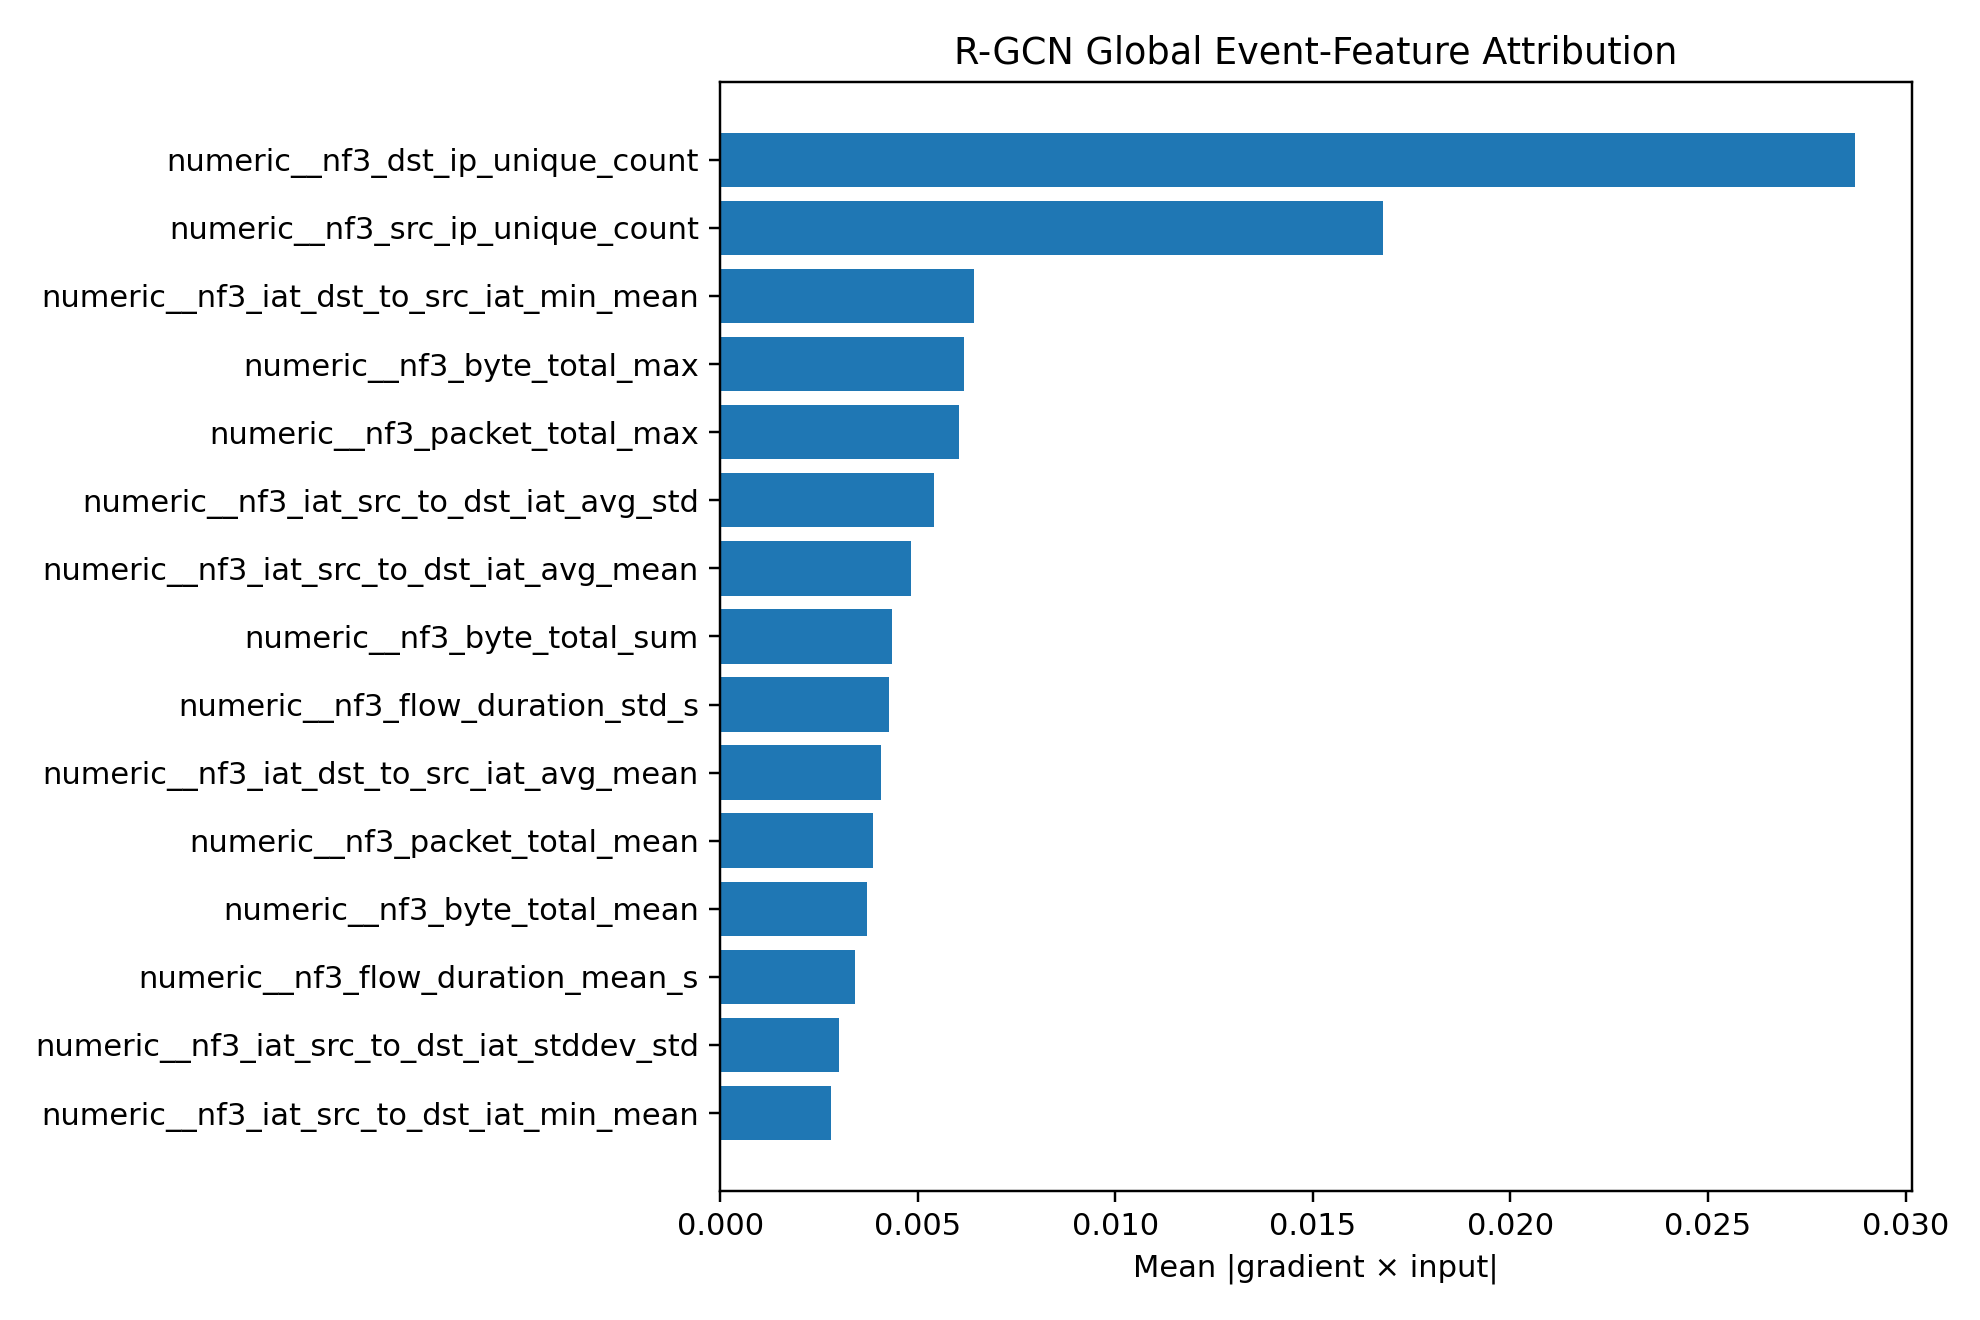 R-GCN Global Event-Feature Attribution
numeric__nf3_dst_ip_unique_count
numeric__nf3_src_ip_unique_count
numeric__nf3_iat_dst_to_src_iat_min_mean
numeric__nf3_byte_total_max
numeric__nf3_packet_total_max
numeric__nf3_iat_src_to_dst_iat_avg_std
numeric__nf3_iat_src_to_dst_iat_avg_mean
numeric__nf3_byte_total_sum
numeric__nf3_flow_duration_std_s
numeric__nf3_iat_dst_to_src_iat_avg_mean
numeric__nf3_packet_total_mean
numeric__nf3_byte_total_mean
numeric__nf3_flow_duration_mean_s
numeric__nf3_iat_src_to_dst_iat_stddev_std
numeric__nf3_iat_src_to_dst_iat_min_mean
0.000 0.005 0.010 0.015 0.020 0.025 0.030
Mean |gradient × input|